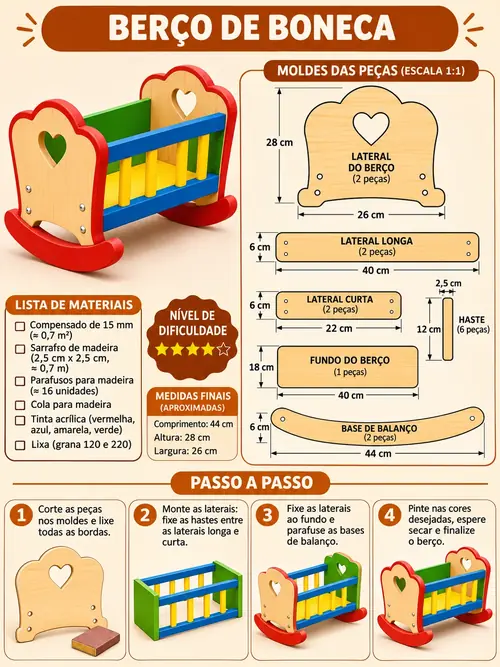 BERÇO DE BONECA
MOLDES DAS PEÇAS (ESCALA 1:1)
28 cm
LATERAL
DO BERÇO
(2 peças)
26 cm
6 cm
LATERAL LONGA
(2 peças)
40 cm
6 cm
LATERAL CURTA
(2 peças)
22 cm
2,5 cm
12 cm
HASTE
(6 peças)
18 cm
FUNDO DO BERÇO
(1 peças)
40 cm
6 cm
BASE DE BALANÇO
(2 peças)
44 cm
LISTA DE MATERIAIS
Compensado de 15 mm
(≈ 0,7 m²)
Sarrafro de madeira
(2,5 cm x 2,5 cm,
≈ 0,7 m)
Parafusos para madeira
(≈ 16 unidades)
Cola para madeira
Tinta acrílica (vermelha,
azul, amarela, verde)
Lixa (grana 120 e 220)
NÍVEL DE
DIFICULDADE
MEDIDAS FINAIS
(APROXIMADAS)
Comprimento: 44 cm
Altura: 28 cm
Largura: 26 cm
PASSO A PASSO
1
Corte as peças
nos moldes e lixe
todas as bordas.
2
Monte as laterais:
fixe as hastes entre
as laterais longa e
curta.
3
Fixe as laterais
ao fundo e
parafuse as bases
de balanço.
4
Pinte nas cores
desejadas, espere
secar e finalize
o berço.